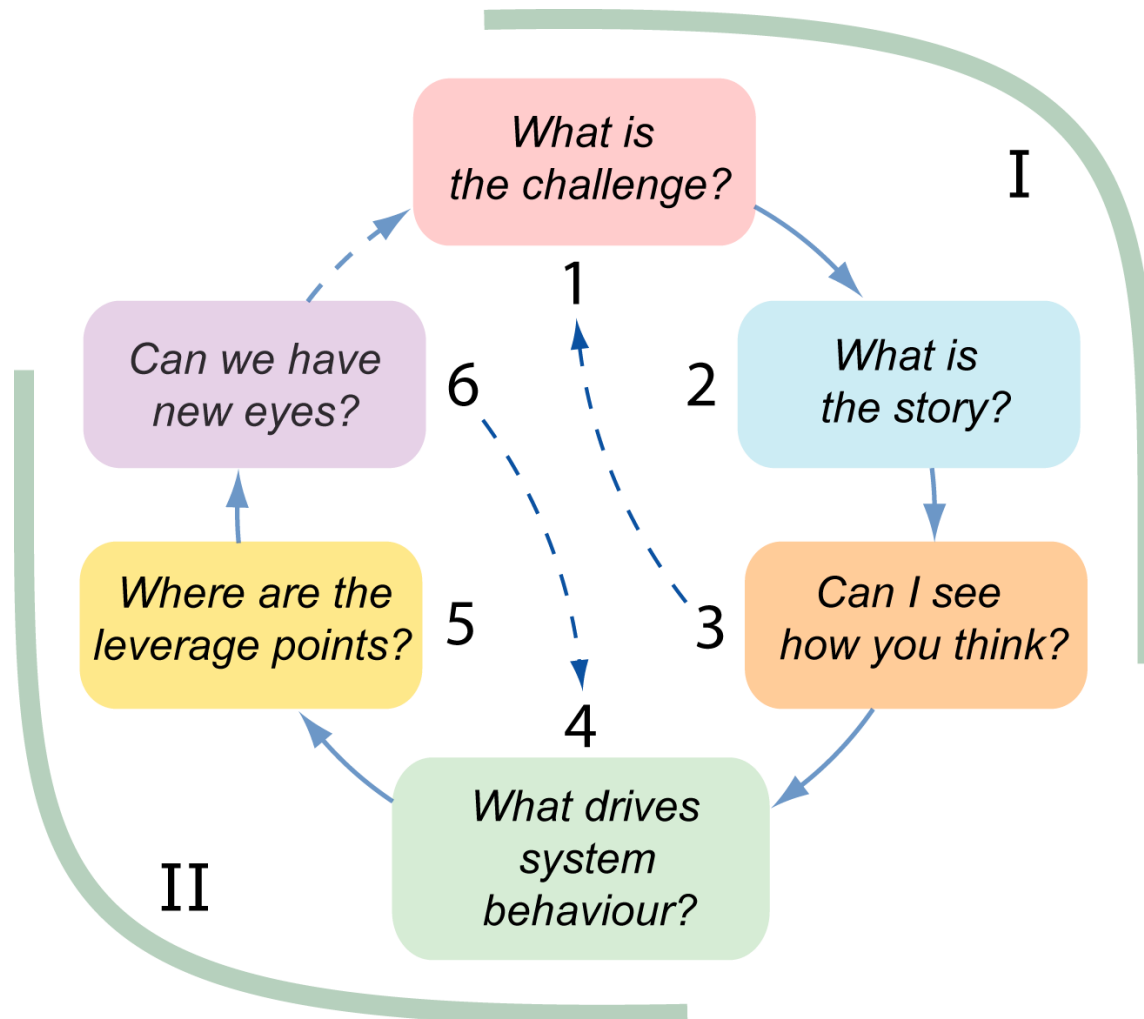 What is
the challenge?
I
1
What is
the story?
2
Can I see
how you think?
3
4
What drives
system
behaviour?
Where are the
leverage points?
5
Can we have
new eyes?
6
II